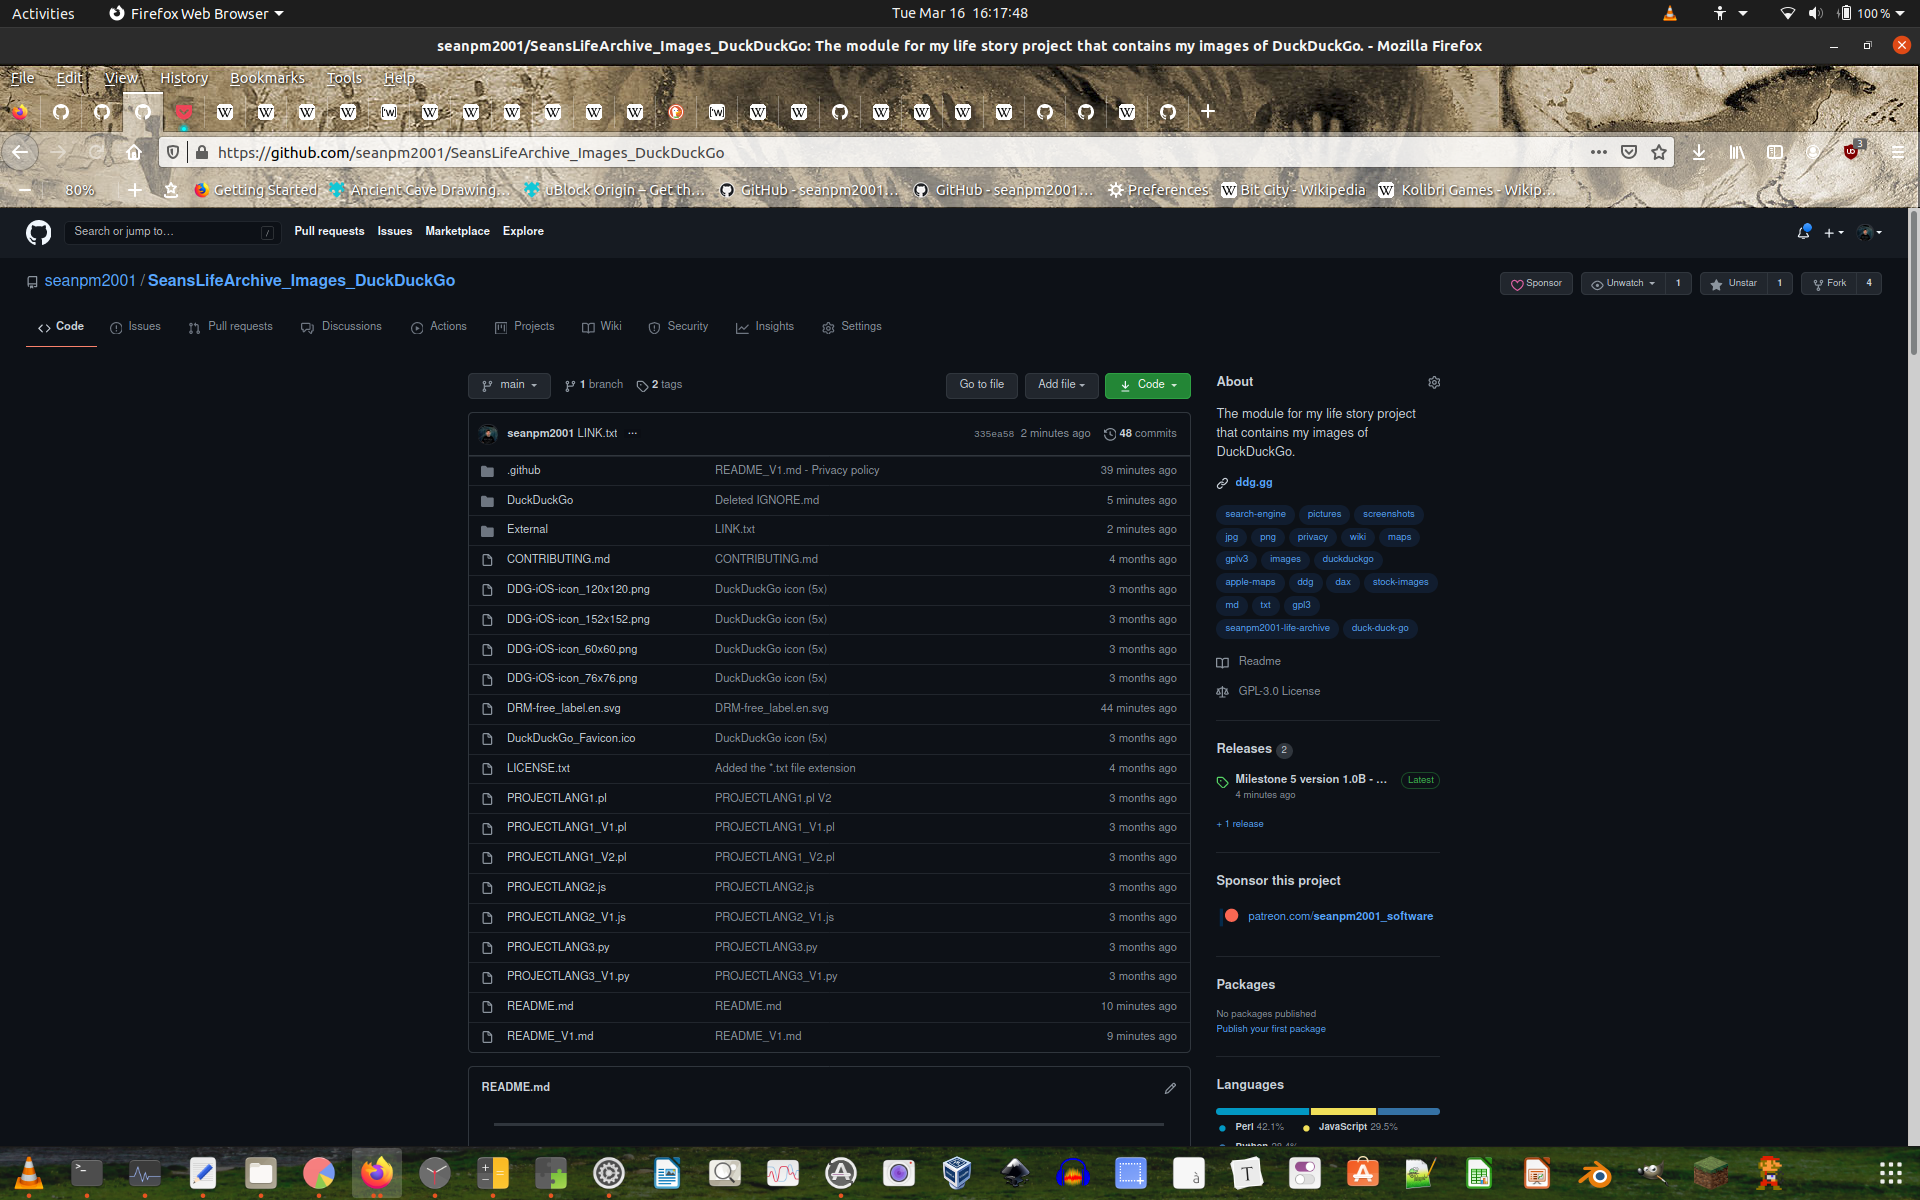 Activities Firefox Web Browser Tue Mar 16 16:17:48 100 %
seanpm2001/SeansLifeArchive_Images_DuckDuckGo: The module for my life story project that contains my images of DuckDuckGo. - Mozilla Firefox
File Edit View History Bookmarks Tools Help
https://github.com/seanpm2001/SeansLifeArchive_Images_DuckDuckGo 3
80% Getting Started Ancient Cave Drawing… uBlock Origin – Get th… GitHub - seanpm2001… GitHub - seanpm2001… Preferences Bit City - Wikipedia Kolibri Games - Wikip…
Search or jump to… / Pull requests Issues Marketplace Explore
seanpm2001 / SeansLifeArchive_Images_DuckDuckGo Sponsor Unwatch 1 Unstar 1 Fork 4
Code Issues Pull requests Discussions Actions Projects Wiki Security Insights Settings
main 1 branch 2 tags Go to file Add file Code
seanpm2001 LINK.txt ... 335ea58 2 minutes ago 48 commits
.github README_V1.md - Privacy policy 39 minutes ago
DuckDuckGo Deleted IGNORE.md 5 minutes ago
External LINK.txt 2 minutes ago
CONTRIBUTING.md CONTRIBUTING.md 4 months ago
DDG-iOS-icon_120x120.png DuckDuckGo icon (5x) 3 months ago
DDG-iOS-icon_152x152.png DuckDuckGo icon (5x) 3 months ago
DDG-iOS-icon_60x60.png DuckDuckGo icon (5x) 3 months ago
DDG-iOS-icon_76x76.png DuckDuckGo icon (5x) 3 months ago
DRM-free_label.en.svg DRM-free_label.en.svg 44 minutes ago
DuckDuckGo_Favicon.ico DuckDuckGo icon (5x) 3 months ago
LICENSE.txt Added the *.txt file extension 4 months ago
PROJECTLANG1.pl PROJECTLANG1.pl V2 3 months ago
PROJECTLANG1_V1.pl PROJECTLANG1_V1.pl 3 months ago
PROJECTLANG1_V2.pl PROJECTLANG1_V2.pl 3 months ago
PROJECTLANG2.js PROJECTLANG2.js 3 months ago
PROJECTLANG2_V1.js PROJECTLANG2_V1.js 3 months ago
PROJECTLANG3.py PROJECTLANG3.py 3 months ago
PROJECTLANG3_V1.py PROJECTLANG3_V1.py 3 months ago
README.md README.md 10 minutes ago
README_V1.md README_V1.md 9 minutes ago
README.md
About
The module for my life story project
that contains my images of
DuckDuckGo.
ddg.gg
search-engine pictures screenshots
jpg png privacy wiki maps
gplv3 images duckduckgo
apple-maps ddg dax stock-images
md txt gpl3
seanpm2001-life-archive duck-duck-go
Readme
GPL-3.0 License
Releases 2
Milestone 5 version 1.0B - ... Latest
4 minutes ago
+ 1 release
Sponsor this project
patreon.com/seanpm2001_software
Packages
No packages published
Publish your first package
Languages
Perl 42.1% JavaScript 29.5%
Python 28.4%